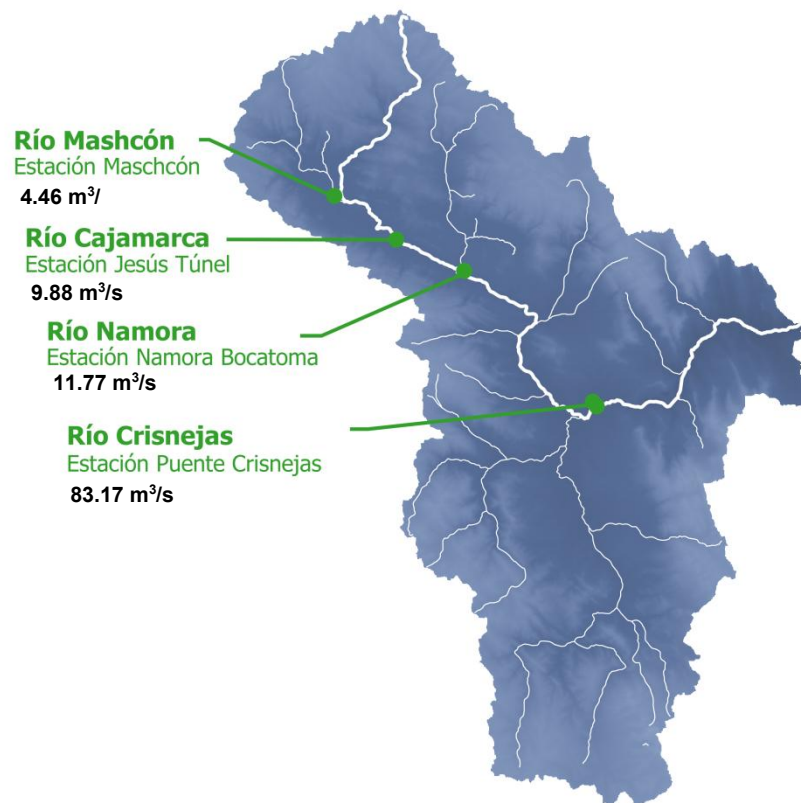 Río Mashcón
Estación Maschcón
4.46 m³/
Río Cajamarca
Estación Jesús Túnel
9.88 m³/s
Río Namora
Estación Namora Bocatoma
11.77 m³/s
Río Crisnejas
Estación Puente Crisnejas
83.17 m³/s